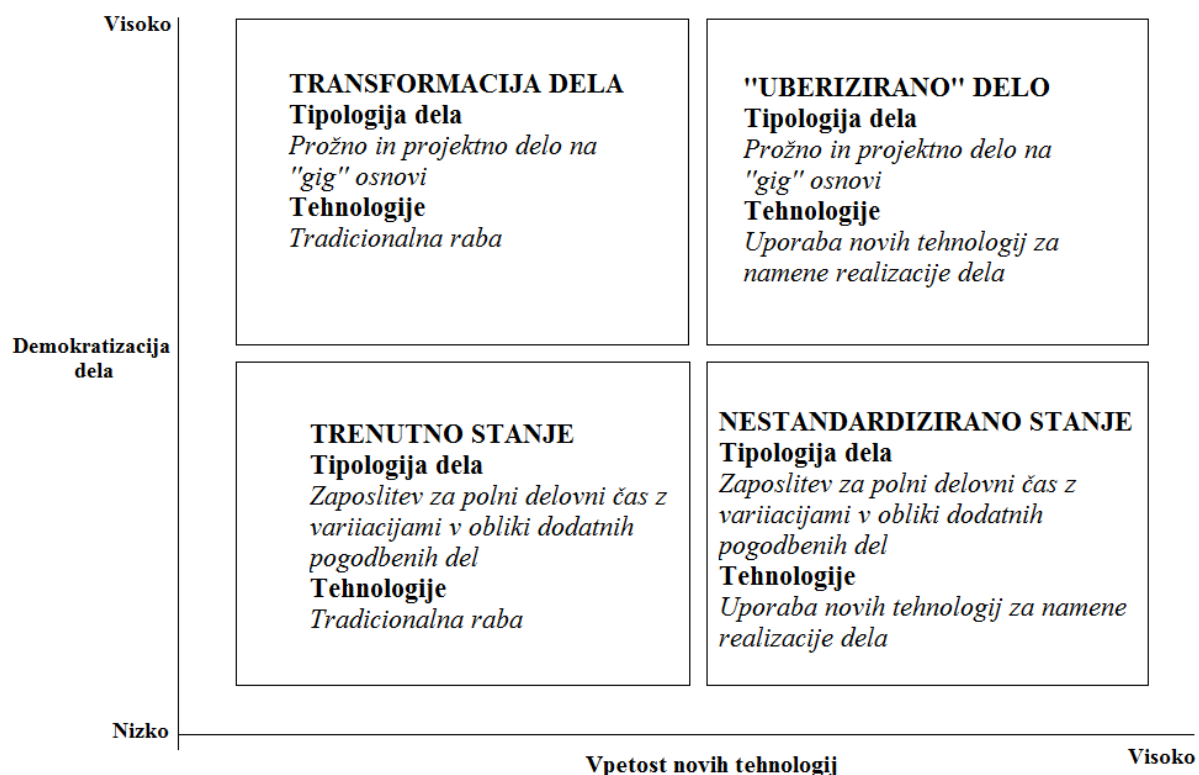 Visoko
TRANSFORMACIJA DELA
Tipologija dela
Prožno in projektno delo na
"gig" osnovi
Tehnologije
Tradicionalna raba
"UBERIZIRANO" DELO
Tipologija dela
Prožno in projektno delo na
"gig" osnovi
Tehnologije
Uporaba novih tehnologij za
namene realizacije dela
Demokratizacija
dela
TRENUTNO STANJE
Tipologija dela
Zaposlitev za polni delovni čas z
variiacijami v obliki dodatnih
pogodbenih del
Tehnologije
Tradicionalna raba
NESTANDARDIZIRANO STANJE
Tipologija dela
Zaposlitev za polni delovni čas z
variiacijami v obliki dodatnih
pogodbenih del
Tehnologije
Uporaba novih tehnologij za namene
realizacije dela
Nizko
Vpetost novih tehnologij
Visoko